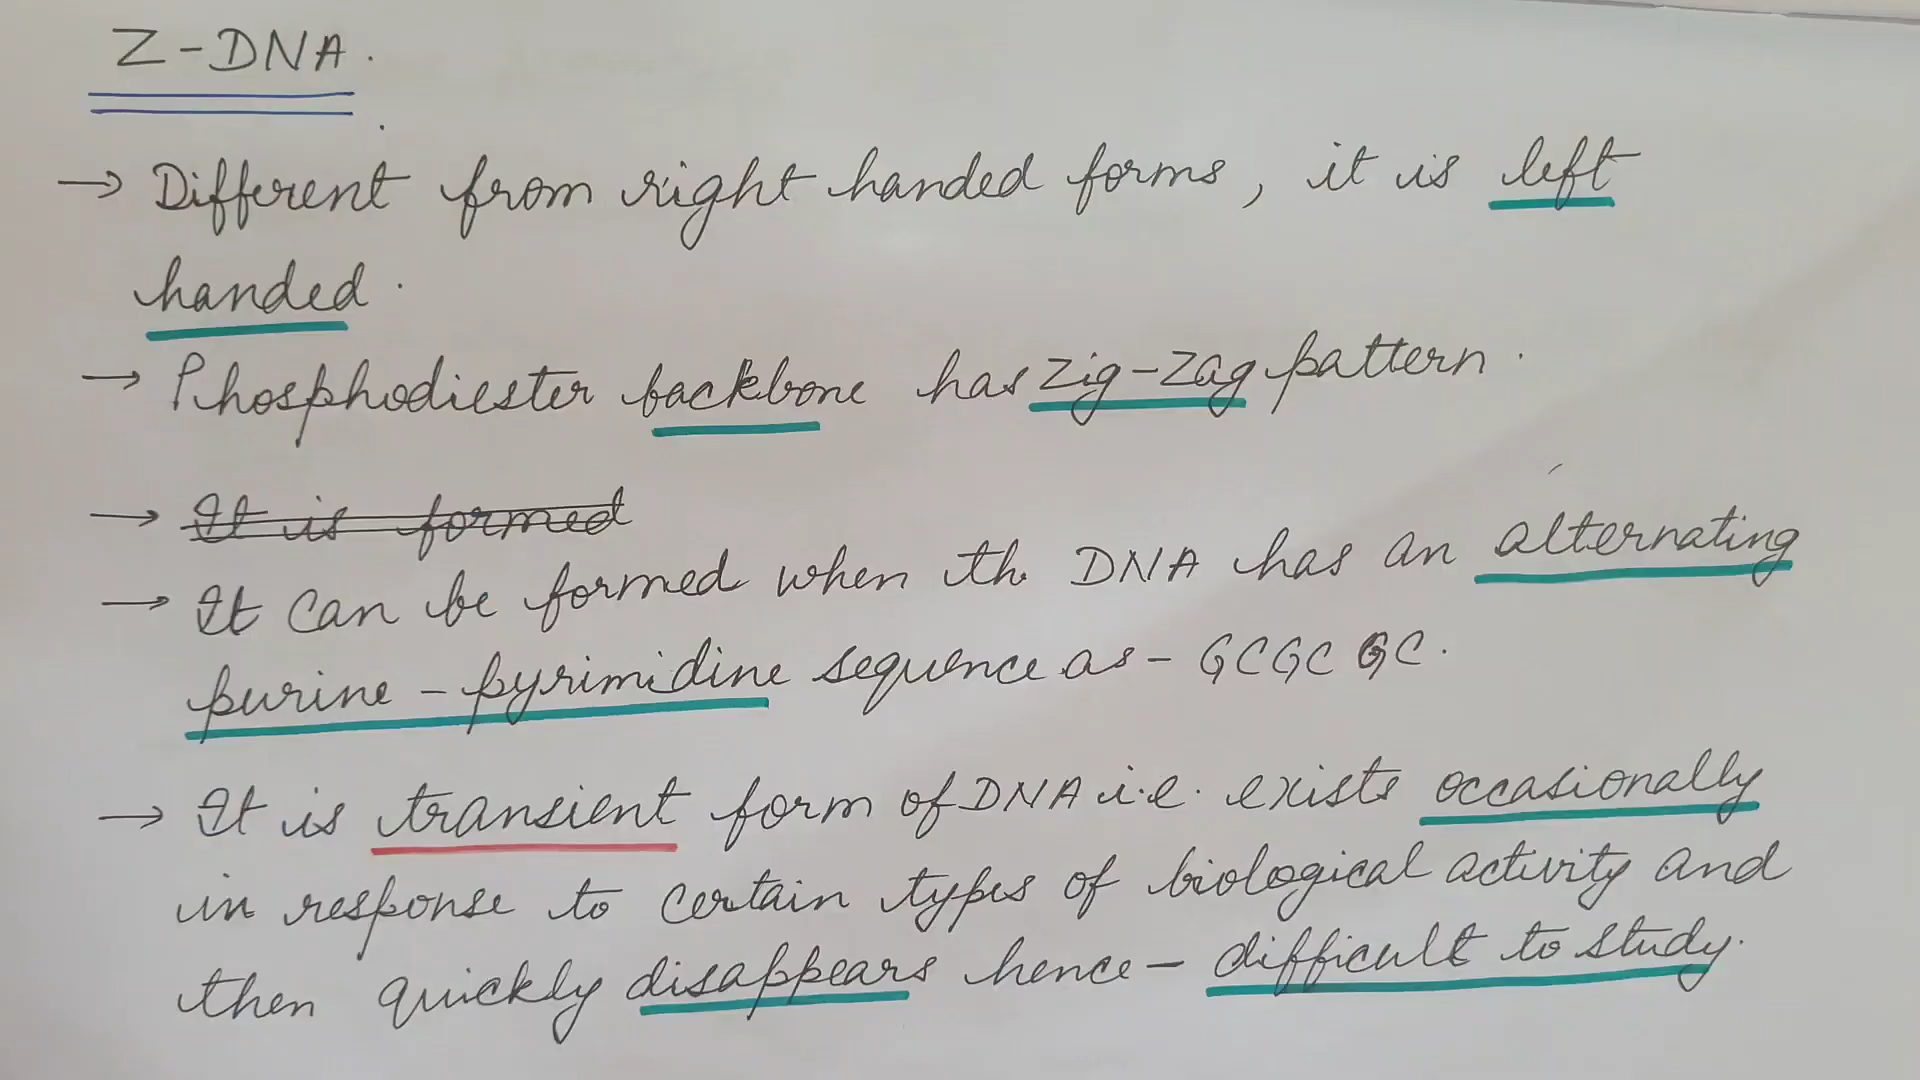 Z-DNA.
→ Different from right handed forms, it is left
handed.
→ Phosphodiester backbone has zig-zag pattern.
→ It is formed
→ It can be formed when the DNA has an alternating
purine-pyrimidine sequence as - GCGCGC.
→ It is transient form of DNA i.e. exists occasionally
in response to certain types of biological activity and
then quickly disappears hence - difficult to study.